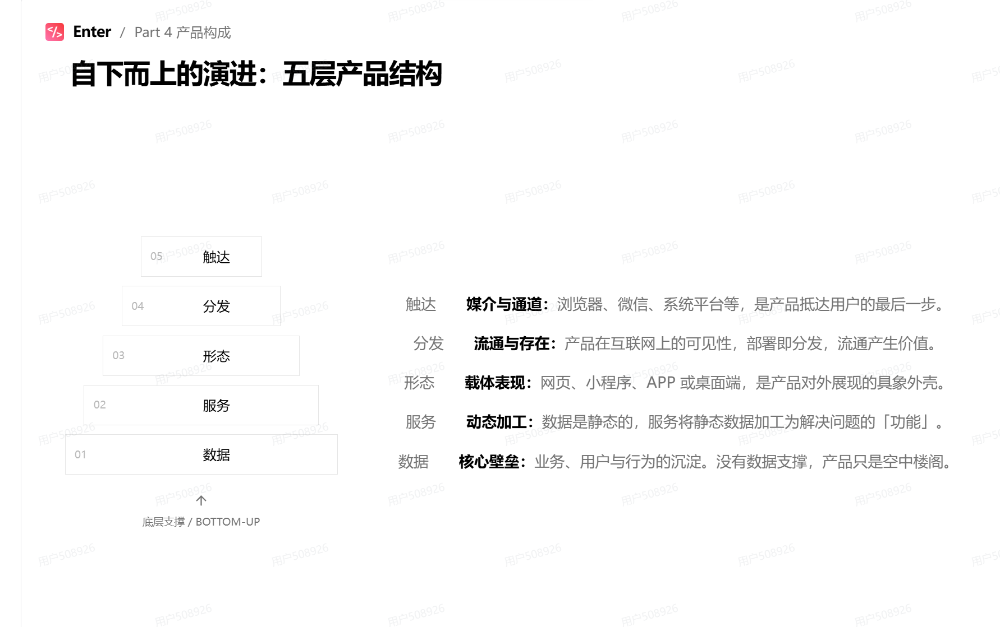 Enter / Part 4 产品构成
自下而上的演进：五层产品结构
05 触达
04 分发
03 形态
02 服务
01 数据
↑
底层支撑 / BOTTOM-UP
触达 媒介与通道：浏览器、微信、系统平台等，是产品抵达用户的最后一步。
分发 流通与存在：产品在互联网上的可见性，部署即分发，流通产生价值。
形态 载体表现：网页、小程序、APP 或桌面端，是产品对外展现的具象外壳。
服务 动态加工：数据是静态的，服务将静态数据加工为解决问题的「功能」。
数据 核心壁垒：业务、用户与行为的沉淀。没有数据支撑，产品只是空中楼阁。
用户508926